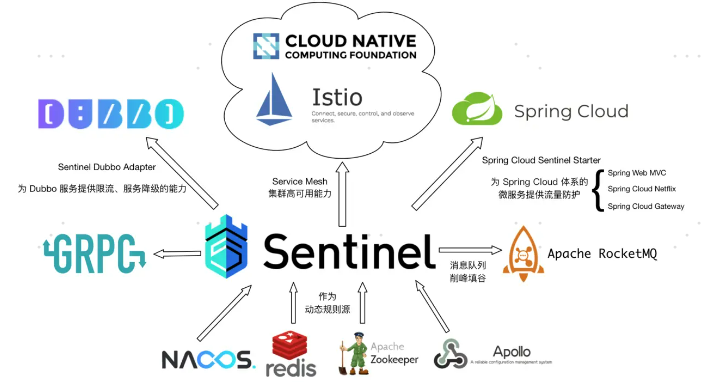 CLOUD NATIVE
COMPUTING FOUNDATION
Istio
Connect, secure, control, and observe
services.
DUBBO
Spring Cloud
Sentinel Dubbo Adapter
为 Dubbo 服务提供限流、服务降级的能力
Service Mesh
集群高可用能力
Spring Cloud Sentinel Starter
为 Spring Cloud 体系的
微服务提供流量防护
Spring Web MVC
Spring Cloud Netflix
Spring Cloud Gateway
GRPC
Sentinel
Apache RocketMQ
消息队列
削峰填谷
作为
动态规则源
NACOS.
redis
Apache
Zookeeper
Apollo
A reliable configuration management system